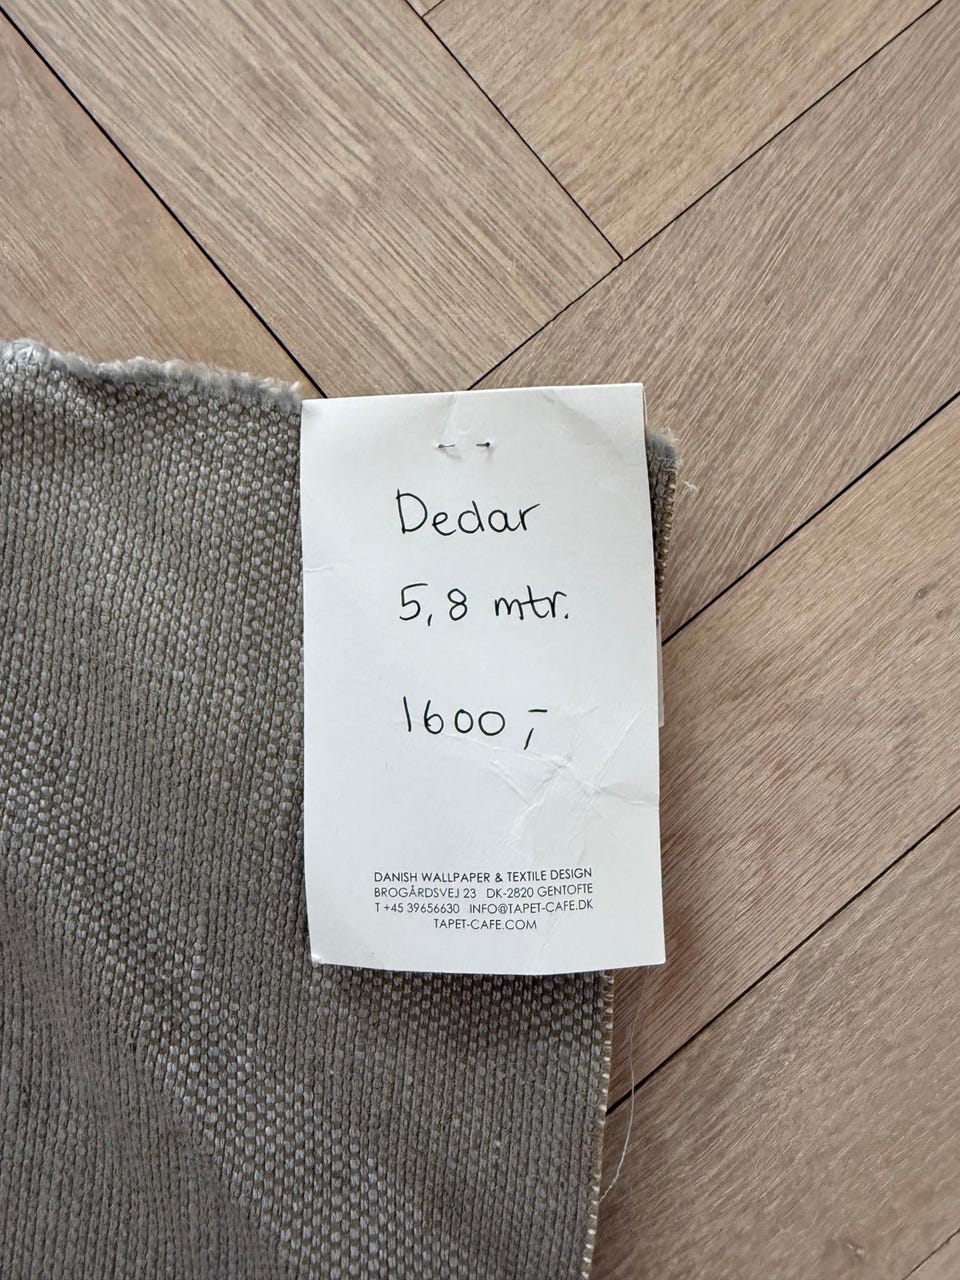 Dedar
5,8 mtr.
1600,-
DANISH WALLPAPER & TEXTILE DESIGN
BROGÅRDSVEJ 23 DK-2820 GENTOFTE
T +45 39656630 INFO@TAPET-CAFE.DK
TAPET-CAFE.COM